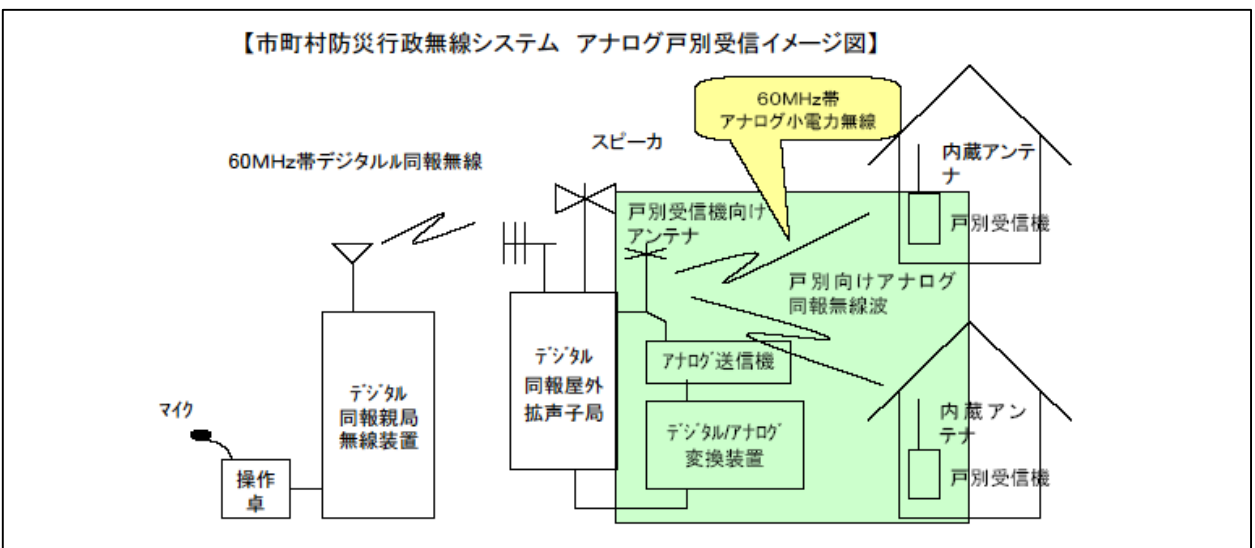 【市町村防災行政無線システム アナログ戸別受信イメージ図】
60MHz帯
アナログ小電力無線
スピーカ
60MHz帯デジタルル同報無線
内蔵アンテ
ナ
戸別受信機
戸別受信機向け
アンテナ
戸別向けアナログ
同報無線波
デジタル
同報屋外
拡声子局
アナログ送信機
デジタル/アナログ
変換装置
デジタル
同報親局
無線装置
マイク
操作
卓
内蔵アン
テナ
戸別受信機